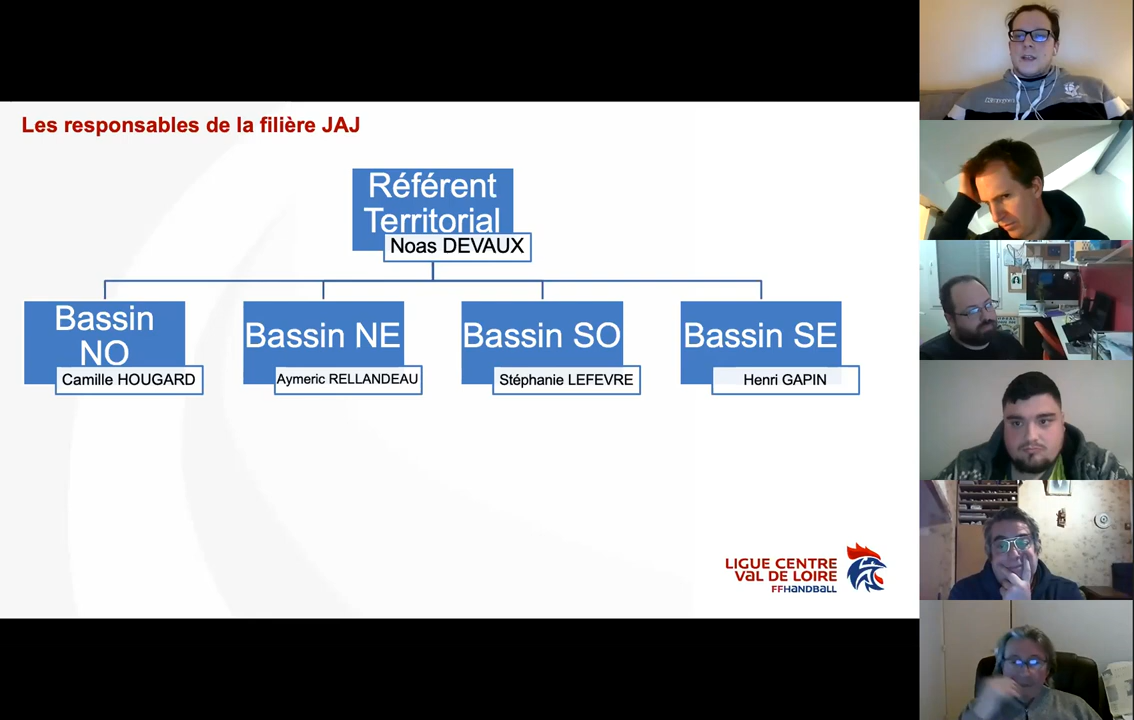 Les responsables de la filière JAJ
Référent
Territorial
Noas DEVAUX
Bassin
NO
Camille HOUGARD
Bassin NE
Aymeric RELLANDEAU
Bassin SO
Stéphanie LEFEVRE
Bassin SE
Henri GAPIN
LIGUE CENTRE
VAL DE LOIRE
FFHANDBALL